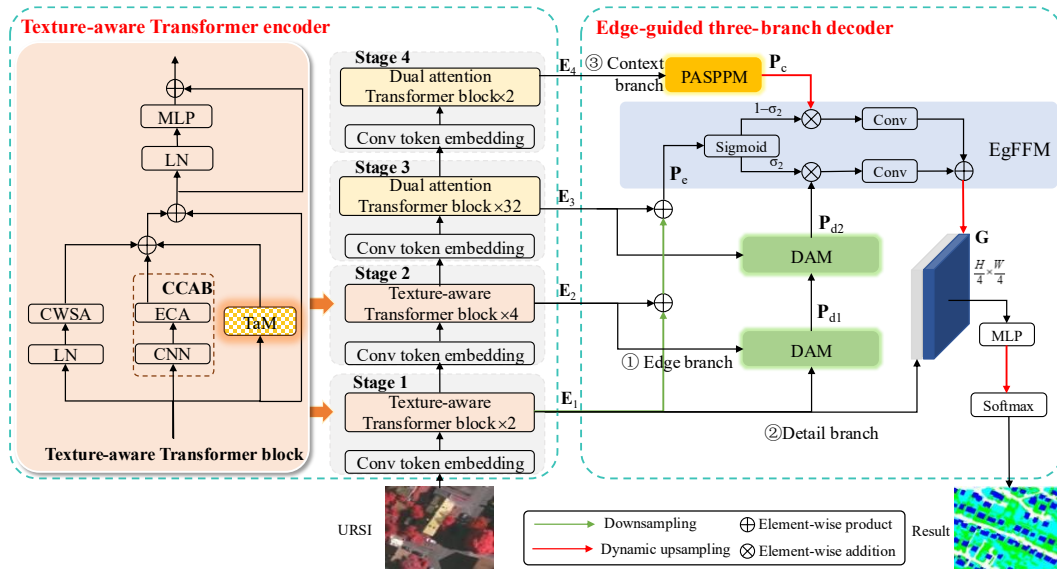 Texture-aware Transformer encoder
MLP
LN
CCAB
CWSA
ECA
TaM
LN
CNN
Texture-aware Transformer block
Stage 4
Dual attention
Transformer block×2
Conv token embedding
Stage 3
Dual attention
Transformer block×32
Conv token embedding
Stage 2
Texture-aware
Transformer block×4
Conv token embedding
Stage 1
Texture-aware
Transformer block×2
Conv token embedding
URSI
E4
E3
E2
E1
Edge-guided three-branch decoder
③ Context
branch
PASPPM
Pc
1−σ2
Conv
Sigmoid
EgFFM
σ2
Conv
Pe
Pd2
DAM
Pd1
DAM
① Edge branch
②Detail branch
G
H/4 × W/4
MLP
Softmax
Result
Downsampling
Element-wise product
Dynamic upsampling
Element-wise addition